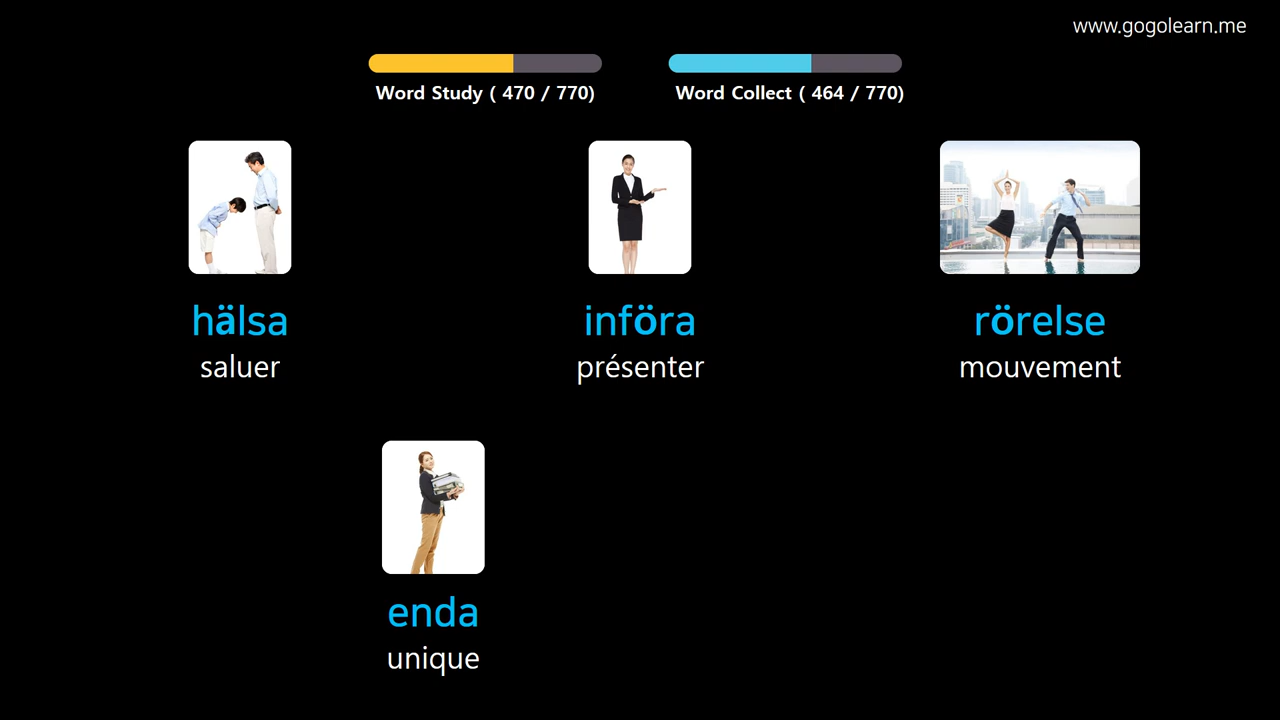 www.gogolearn.me
Word Study ( 470 / 770)
Word Collect ( 464 / 770)
hälsa
saluer
införa
présenter
rörelse
mouvement
enda
unique